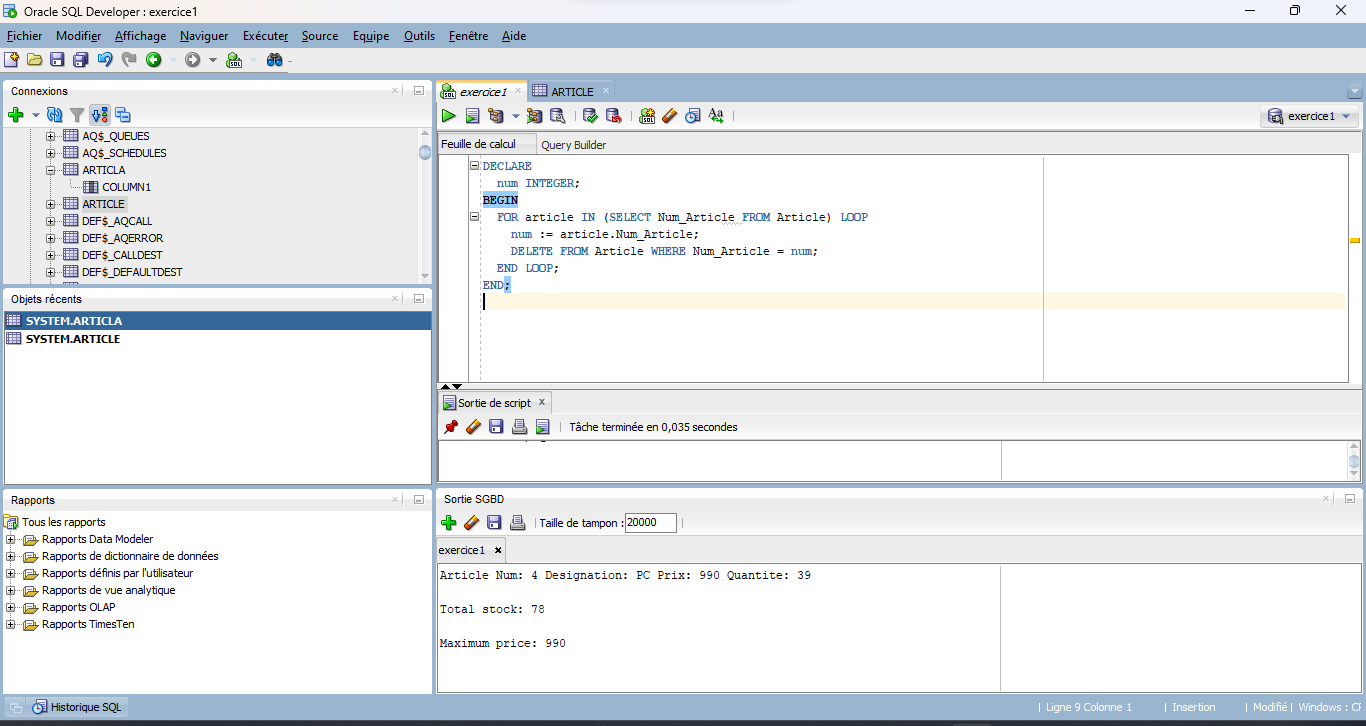 Oracle SQL Developer : exercice1
Fichier Modifier Affichage Naviguer Exécuter Source Equipe Outils Fenêtre Aide
Connexions
AQ$_QUEUES
AQ$_SCHEDULES
ARTICLA
COLUMN1
ARTICLE
DEF$_AQCALL
DEF$_AQERROR
DEF$_CALLDEST
DEF$_DEFAULTDEST
Objets récents
SYSTEM.ARTICLA
SYSTEM.ARTICLE
Rapports
Tous les rapports
Rapports Data Modeler
Rapports de dictionnaire de données
Rapports définis par l'utilisateur
Rapports de vue analytique
Rapports OLAP
Rapports TimesTen
exercice1 ARTICLE
exercice1
Feuille de calcul Query Builder
DECLARE
num INTEGER;
BEGIN
FOR article IN (SELECT Num_Article FROM Article) LOOP
num := article.Num_Article;
DELETE FROM Article WHERE Num_Article = num;
END LOOP;
END;
Sortie de script
Tâche terminée en 0,035 secondes
Sortie SGBD
Taille de tampon : 20000
exercice1
Article Num: 4 Designation: PC Prix: 990 Quantite: 39
Total stock: 78
Maximum price: 990
Historique SQL
Ligne 9 Colonne 1 | Insertion | Modifié | Windows :